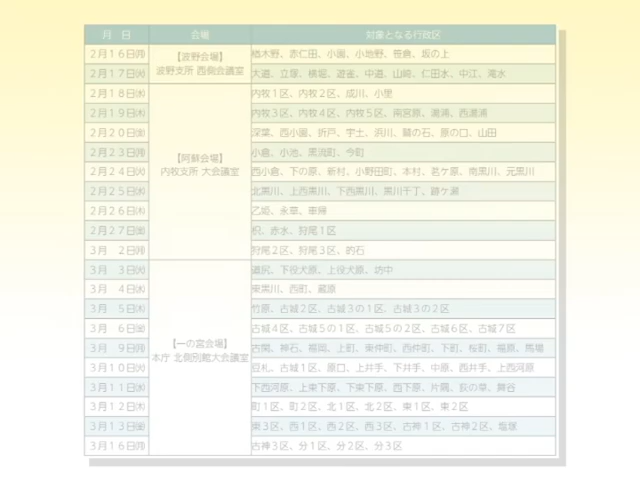 月 日 会場 対象となる行政区
2月16日㈪ 【波野会場】 楢木野、赤仁田、小園、小地野、笹倉、坂の上
2月17日㈫ 波野支所 西側会議室 大道、立塚、横堀、遊雀、中道、山崎、仁田水、中江、滝水
2月18日㈬ 内牧1区、内牧2区、成川、小里
2月19日㈭ 内牧3区、内牧4区、内牧5区、南宮原、湯浦、西湯浦
2月20日㈮ 深葉、西小園、折戸、宇土、浜川、鷲の石、原の口、山田
2月23日㈪ 【阿蘇会場】 小倉、小池、黒流町、今町
2月24日㈫ 内牧支所 大会議室 西小倉、下の原、新村、小野田町、本村、茗ケ原、南黒川、元黒川
2月25日㈬ 北黒川、上西黒川、下西黒川、黒川千丁、跡ケ瀬
2月26日㈭ 乙姫、永草、車帰
2月27日㈮ 枳、赤水、狩尾1区
3月 2日㈪ 狩尾2区、狩尾3区、的石
3月 3日㈫ 道尻、下役犬原、上役犬原、坊中
3月 4日㈬ 東黒川、西町、蔵原
3月 5日㈭ 竹原、古城2区、古城3の1区、古城3の2区
3月 6日㈮ 古城4区、古城5の1区、古城5の2区、古城6区、古城7区
3月 9日㈪ 【一の宮会場】 古閑、神石、福岡、上町、東仲町、西仲町、下町、桜町、福原、馬場
3月10日㈫ 本庁 北側別館大会議室 豆札、古城1区、原口、上井手、下井手、中原、西井手、上西河原
3月11日㈬ 下西河原、上東下原、下東下原、西下原、片隅、荻の草、舞谷
3月12日㈭ 町1区、町2区、北1区、北2区、東1区、東2区
3月13日㈮ 東3区、西1区、西2区、西3区、古神1区、古神2区、塩塚
3月16日㈪ 古神3区、分1区、分2区、分3区